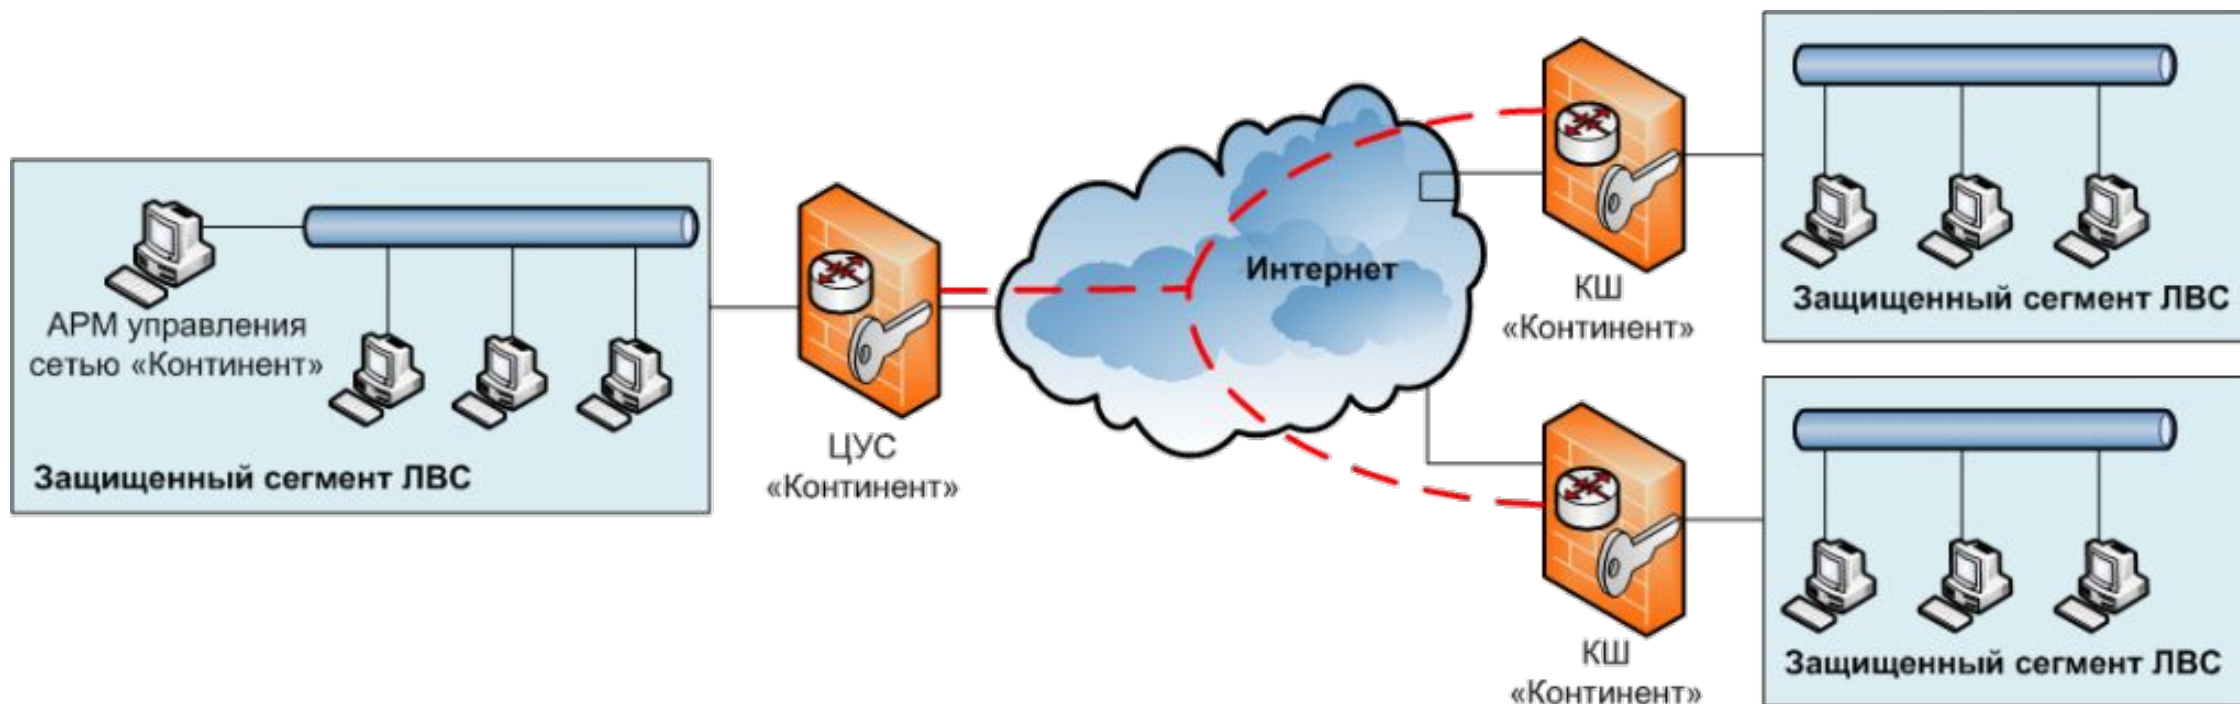 АРМ управления
сетью «Континент»
Защищенный сегмент ЛВС
ЦУС
«Континент»
Интернет
КШ
«Континент»
Защищенный сегмент ЛВС
КШ
«Континент»
Защищенный сегмент ЛВС